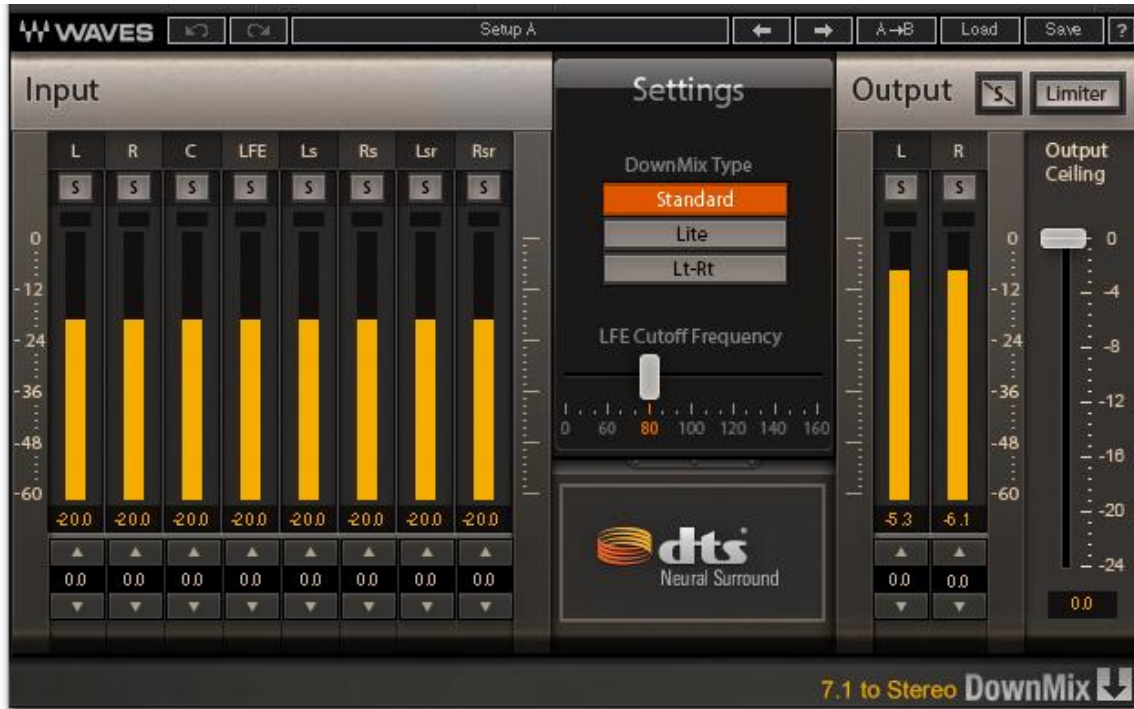 WAVES Setup A A→B Load Save ?
Input Settings Output S Limiter
L R C LFE Ls Rs Lsr Rsr
S S S S S S S S
0
-12
-24
-36
-48
-60
-20.0 -20.0 -20.0 -20.0 -20.0 -20.0 -20.0 -20.0
0.0 0.0 0.0 0.0 0.0 0.0 0.0 0.0
DownMix Type
Standard
Lite
Lt-Rt
LFE Cutoff Frequency
0 60 80 100 120 140 160
dts
Neural Surround
L R
S S
0
-12
-24
-36
-48
-60
-5.3 -6.1
0.0 0.0
Output
Ceiling
0
-4
-8
-12
-16
-20
-24
0.0
7.1 to Stereo DownMix